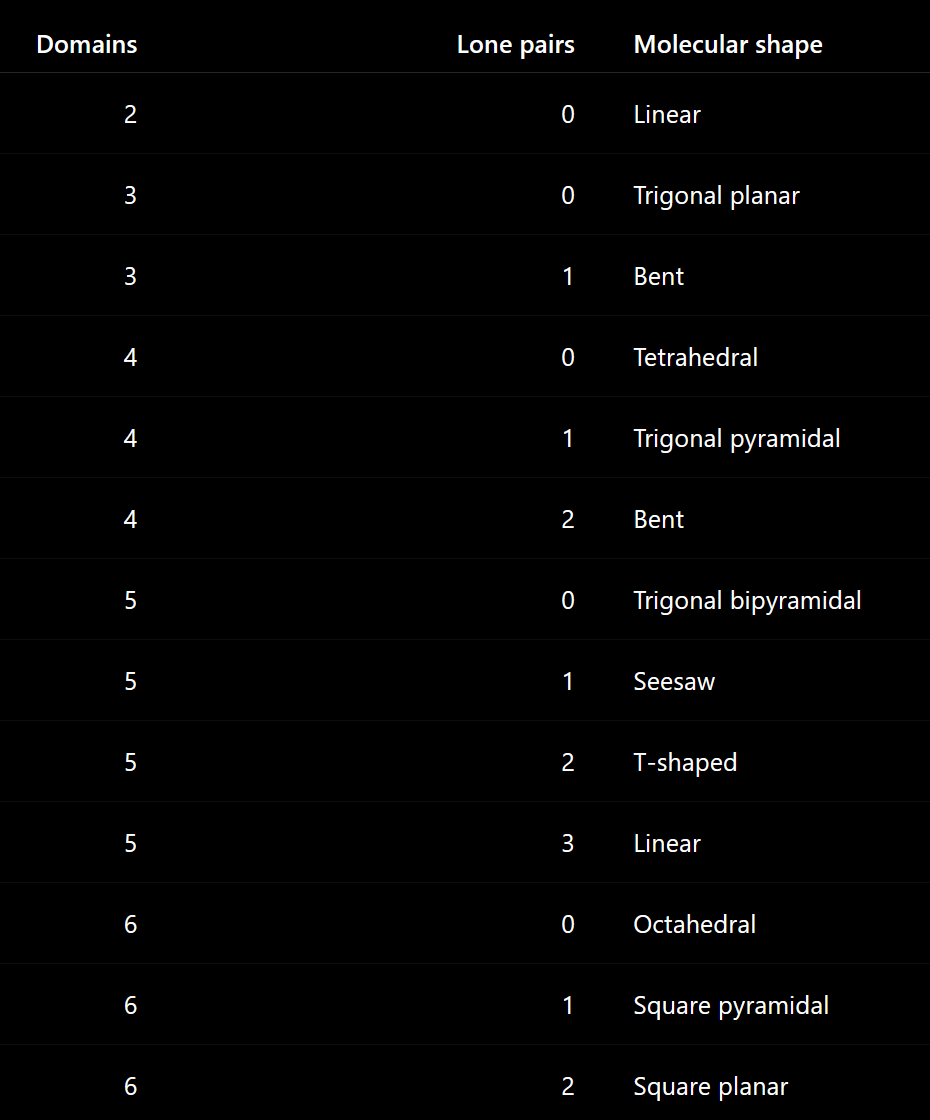 Domains Lone pairs Molecular shape
2 0 Linear
3 0 Trigonal planar
3 1 Bent
4 0 Tetrahedral
4 1 Trigonal pyramidal
4 2 Bent
5 0 Trigonal bipyramidal
5 1 Seesaw
5 2 T-shaped
5 3 Linear
6 0 Octahedral
6 1 Square pyramidal
6 2 Square planar